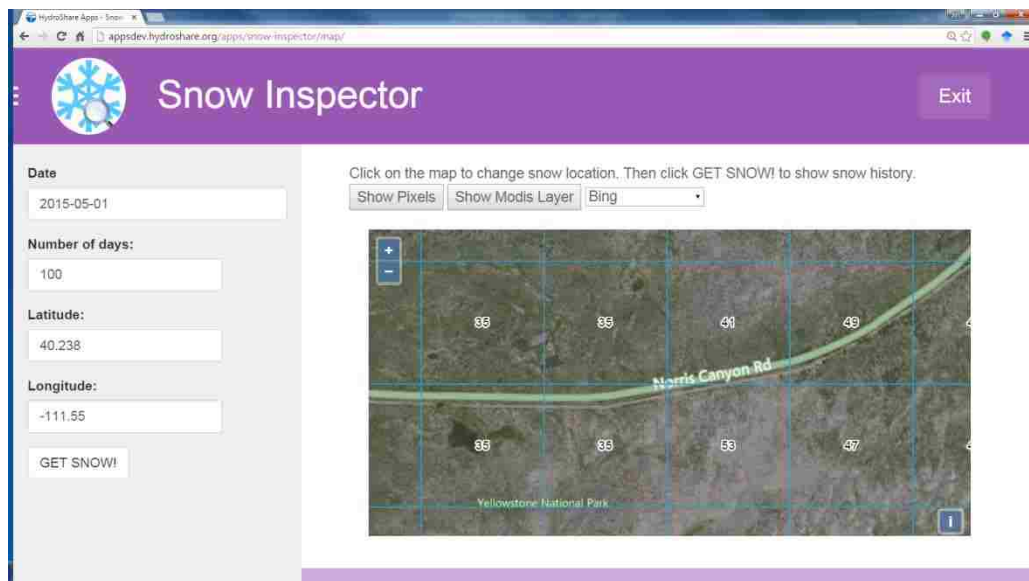 HydroShare Apps - Snow
appsdev.hydroshare.org/apps/snow-inspector/map/
Snow Inspector
Exit
Date
2015-05-01
Number of days:
100
Latitude:
40.238
Longitude:
-111.55
GET SNOW!
Click on the map to change snow location. Then click GET SNOW! to show snow history.
Show Pixels Show Modis Layer Bing
+
−
35 35 41 49
Norris Canyon Rd
35 35 53 47
Yellowstone National Park
i